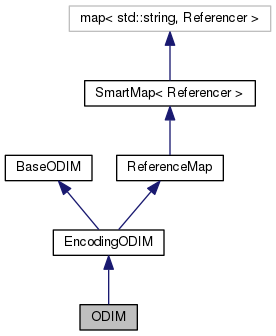 map< std::string, Referencer >
SmartMap< Referencer >
BaseODIM
ReferenceMap
EncodingODIM
ODIM